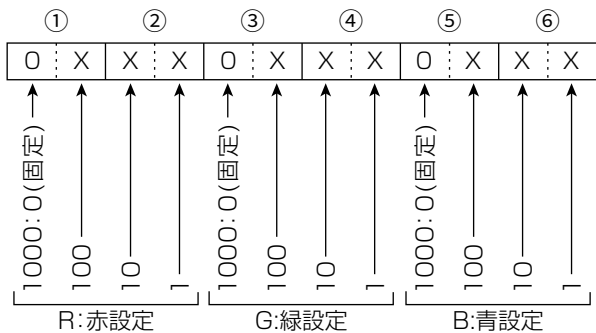 ① ② ③ ④ ⑤ ⑥
0 X X X 0 X X X 0 X X X
1000:0(固定) 100 10 1 1000:0(固定) 100 10 1 1000:0(固定) 100 10 1
R:赤設定 G:緑設定 B:青設定